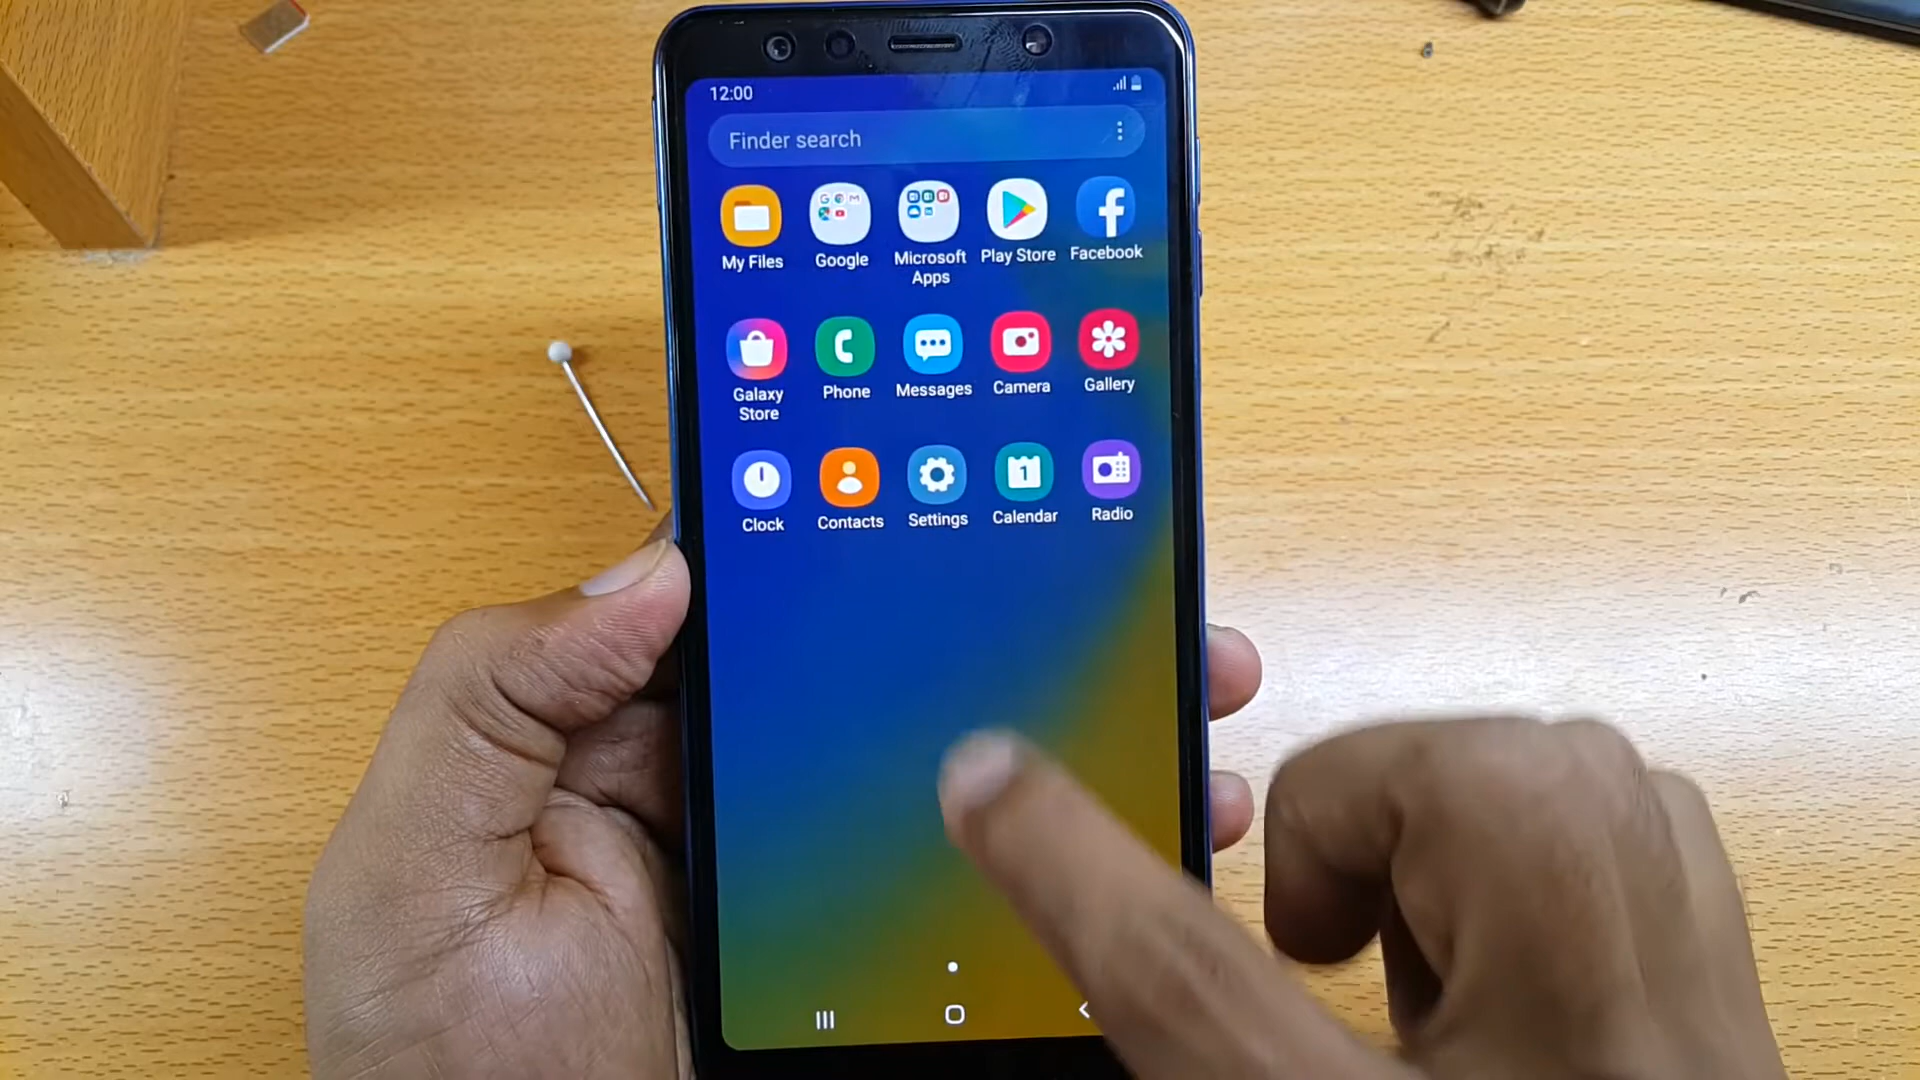 12:00
Finder search
My Files
Google
Microsoft
Apps
Play Store
Facebook
Galaxy
Store
Phone
Messages
Camera
Gallery
Clock
Contacts
Settings
1
Calendar
Radio